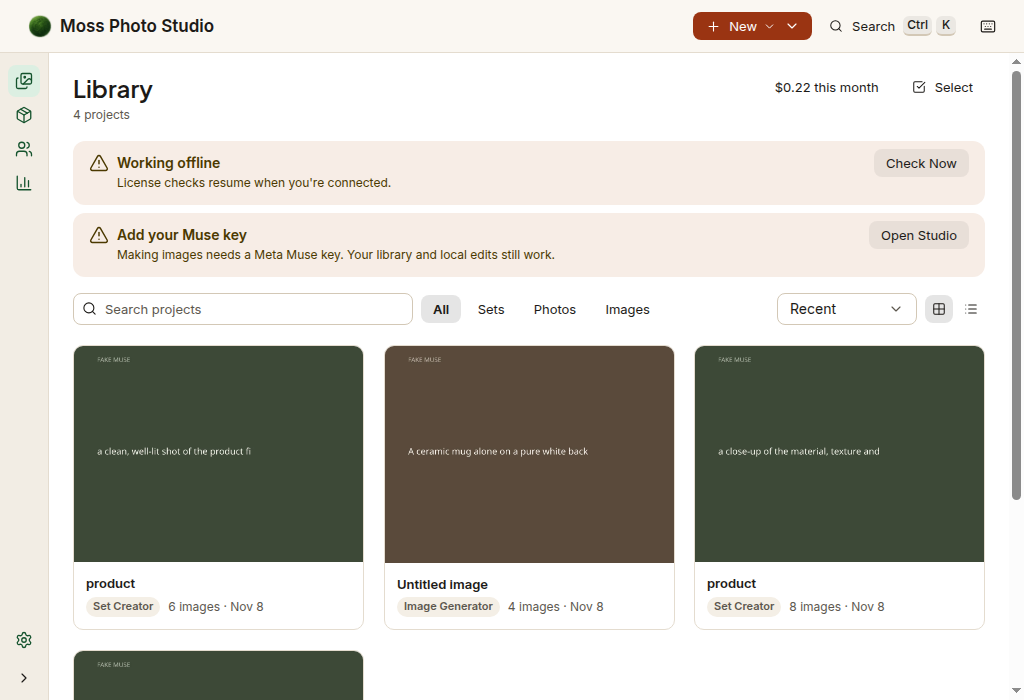 Moss Photo Studio
New
Search Ctrl K
Library
$0.22 this month
Select
4 projects
Working offline
License checks resume when you're connected.
Check Now
Add your Muse key
Making images needs a Meta Muse key. Your library and local edits still work.
Open Studio
Search projects
All
Sets
Photos
Images
Recent
FAKE MUSE
a clean, well-lit shot of the product fi
product
Set Creator
6 images · Nov 8
FAKE MUSE
A ceramic mug alone on a pure white back
Untitled image
Image Generator
4 images · Nov 8
FAKE MUSE
a close-up of the material, texture and
product
Set Creator
8 images · Nov 8
FAKE MUSE